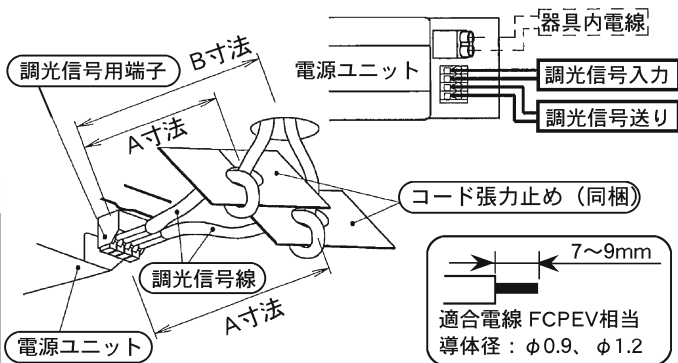 器具内電線
電源ユニット
調光信号入力
調光信号送り
調光信号用端子
B寸法
A寸法
コード張力止め（同梱）
調光信号線
A寸法
電源ユニット
7〜9mm
適合電線 FCPEV相当
導体径：φ0.9、φ1.2